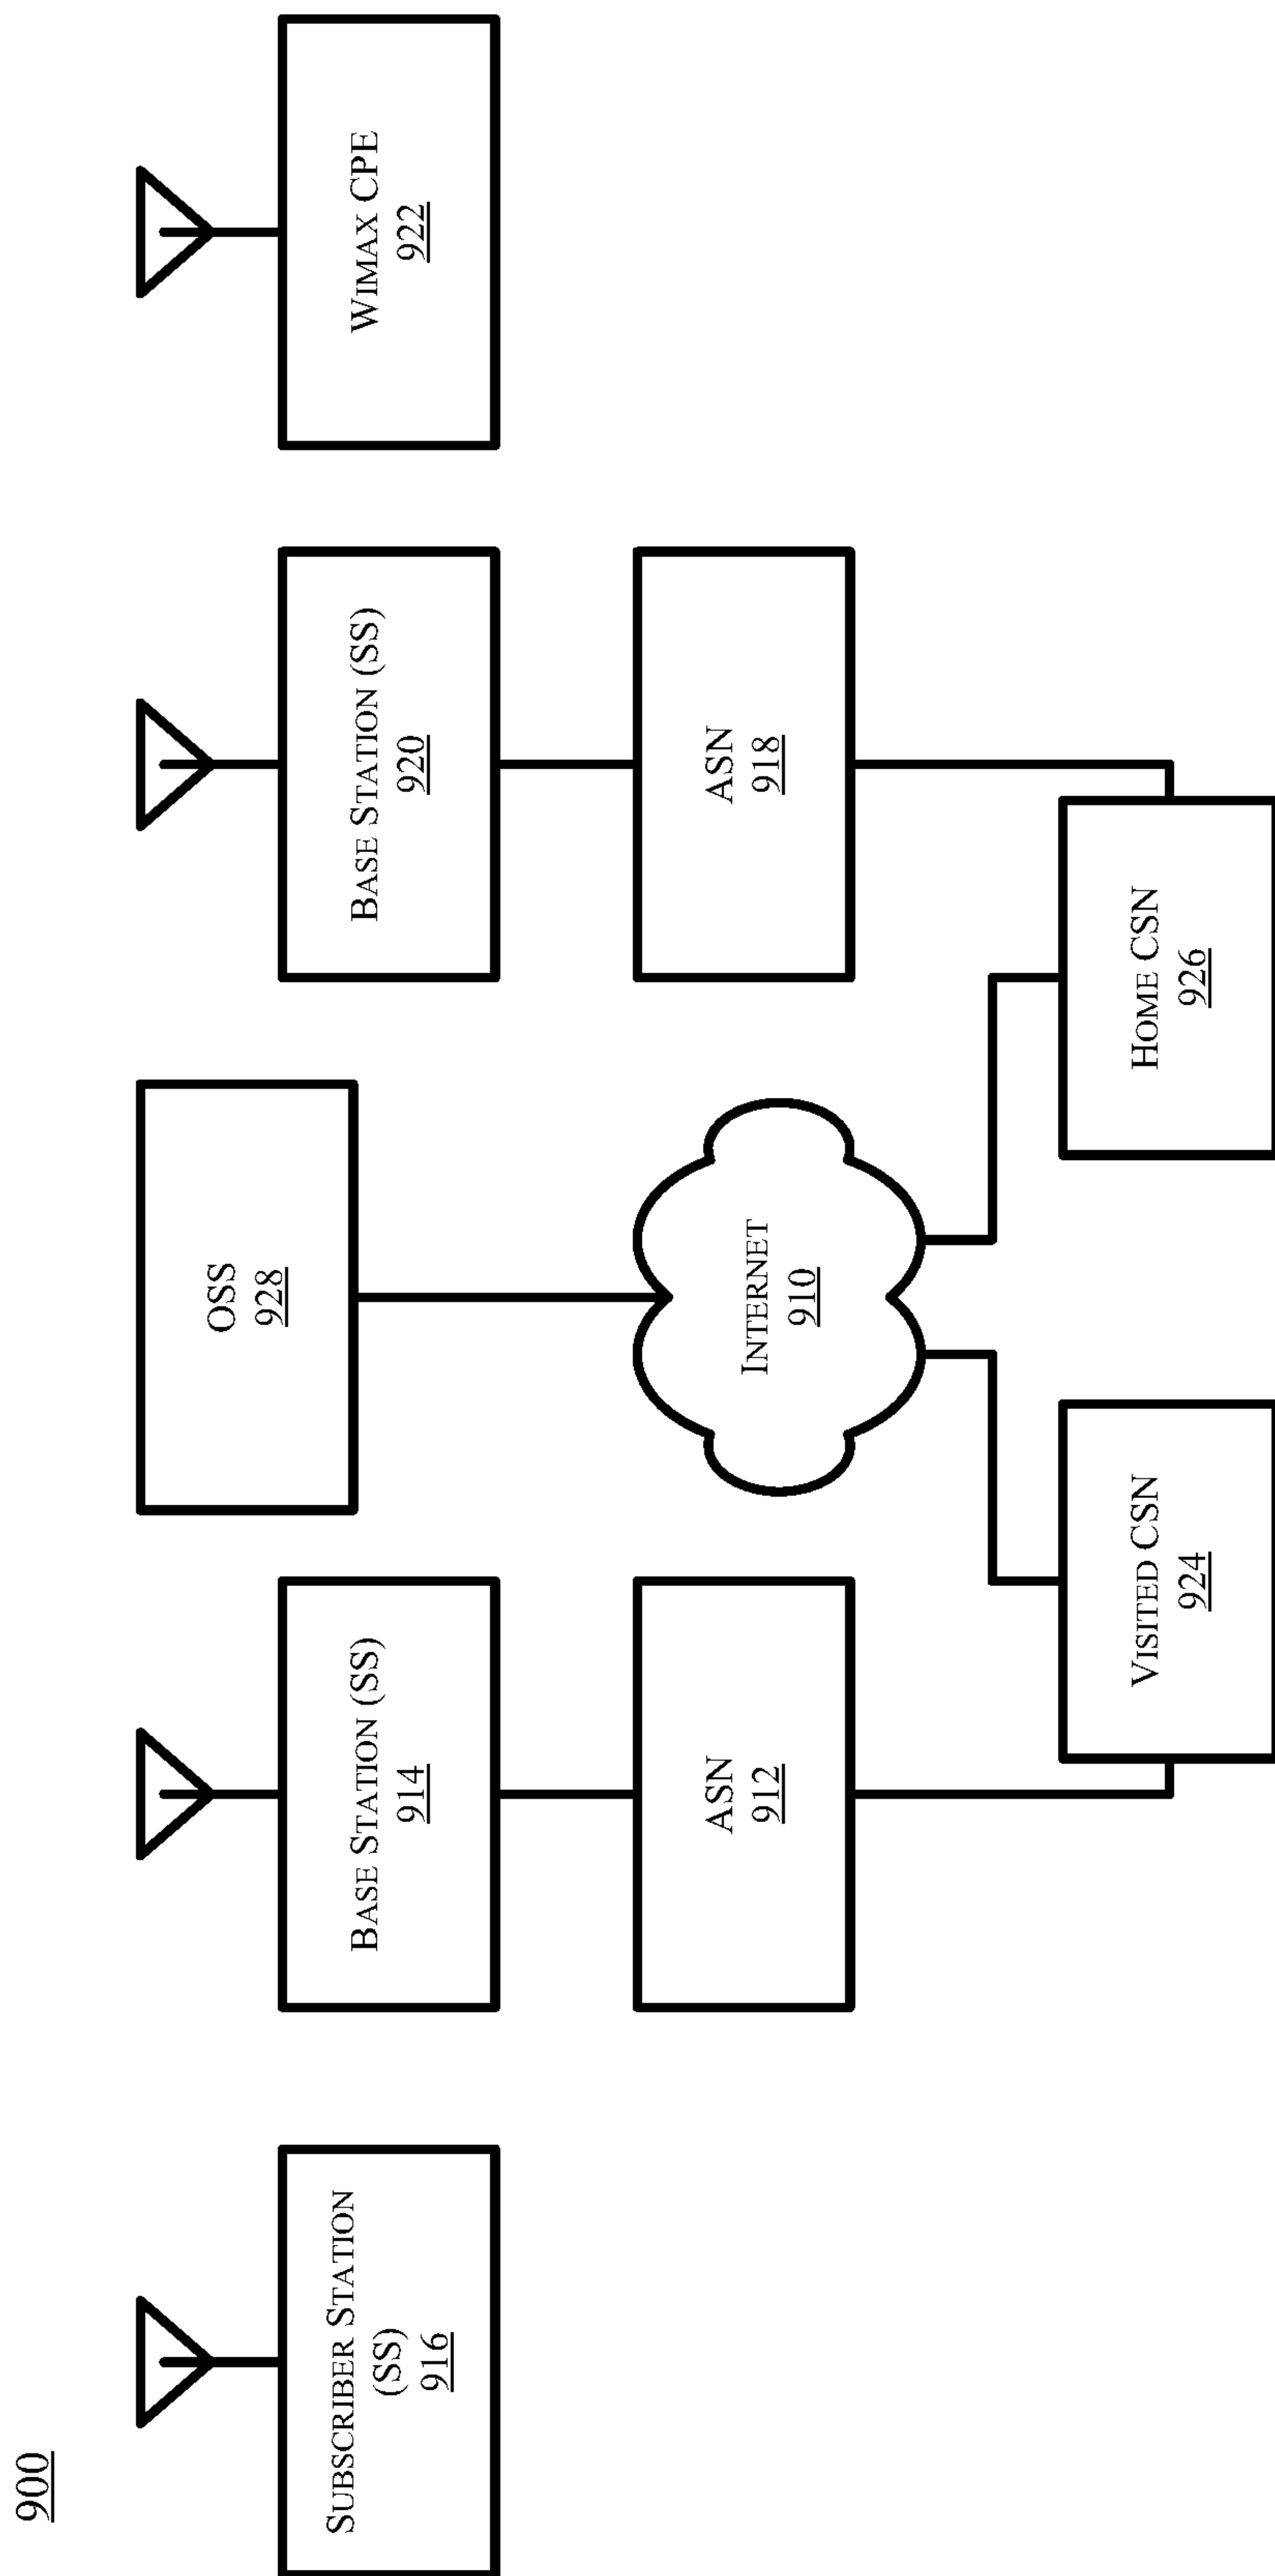 900
SUBSCRIBER STATION
(SS)
916
BASE STATION (SS)
914
OSS
928
BASE STATION (SS)
920
WIMAX CPE
922
ASN
912
INTERNET
910
ASN
918
VISITED CSN
924
HOME CSN
926